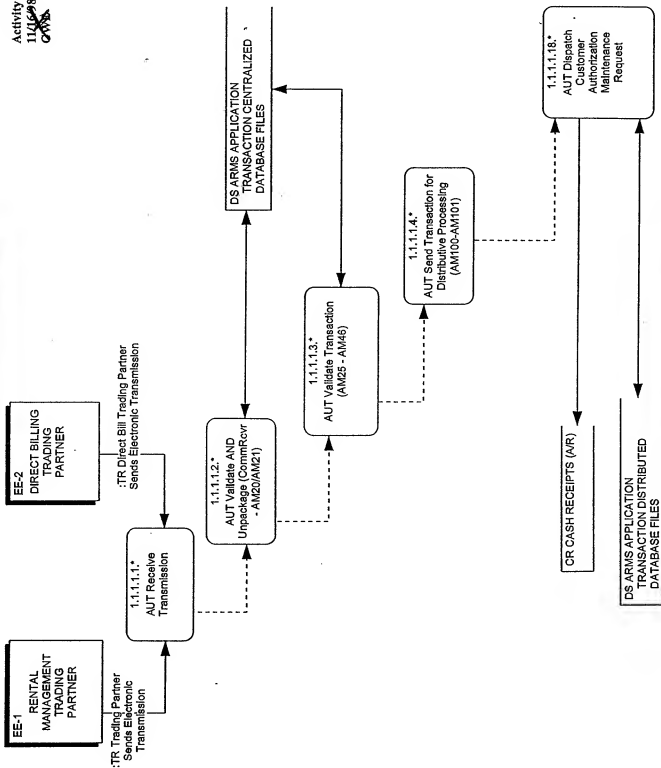 Activity
11/16/98
EE-1
RENTAL
MANAGEMENT
TRADING
PARTNER
:TR Trading Partner
Sends Electronic
Transmission
EE-2
DIRECT BILLING
TRADING
PARTNER
:TR Direct Bill Trading Partner
Sends Electronic Transmission
1.1.1.1.1.*
AUT Receive
Transmission
1.1.1.1.2.*
AUT Validate AND
Unpackage (CommRcvr
- AM20/AM21)
DS ARMS APPLICATION
TRANSACTION CENTRALIZED
DATABASE FILES
1.1.1.1.3.*
AUT Validate Transaction
(AM25 - AM46)
1.1.1.1.4.*
AUT Send Transaction for
Distributive Processing
(AM100-AM101)
1.1.1.1.18.*
AUT Dispatch
Customer
Authorization
Maintenance
Request
CR CASH RECEIPTS (A/R)
DS ARMS APPLICATION
TRANSACTION DISTRIBUTED
DATABASE FILES